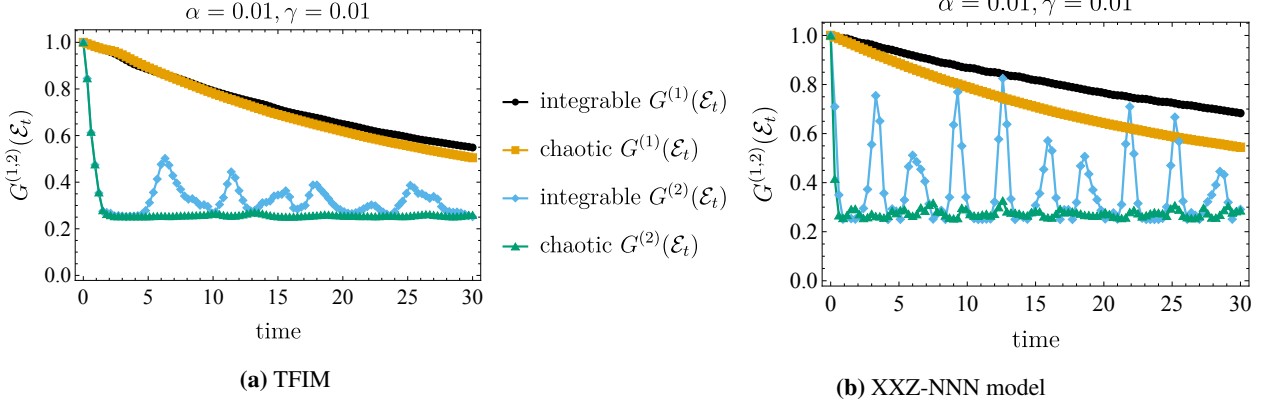 α = 0.01, γ = 0.01
1.0
0.8
0.6
0.4
0.2
0.0
G^(1,2)(ℰ_t)
0 5 10 15 20 25 30
time
(a) TFIM
integrable G^(1)(ℰ_t)
chaotic G^(1)(ℰ_t)
integrable G^(2)(ℰ_t)
chaotic G^(2)(ℰ_t)
α = 0.01, γ = 0.01
1.0
0.8
0.6
0.4
0.2
0.0
G^(1,2)(ℰ_t)
0 5 10 15 20 25 30
time
(b) XXZ-NNN model